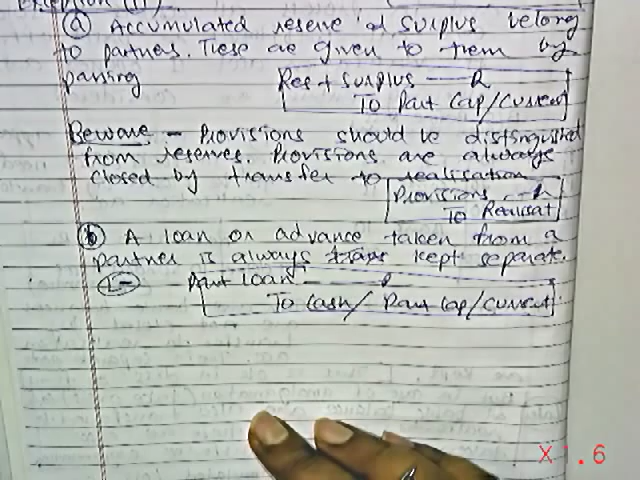 Exception (ii)
(a) Accumulated reserve & surplus belong
to partners. These are given to them by
passing
Res + Surplus — Dr
To Part Cap/Current
Beware - Provisions should be distinguished
from reserves. Provisions are always
closed by transfer to realisation
Provisions — Dr
To Realisat
(b) A loan or advance taken from a
partner is always kept separate.
Part Loan
To Cash/ Part Cap/Current
X1.6